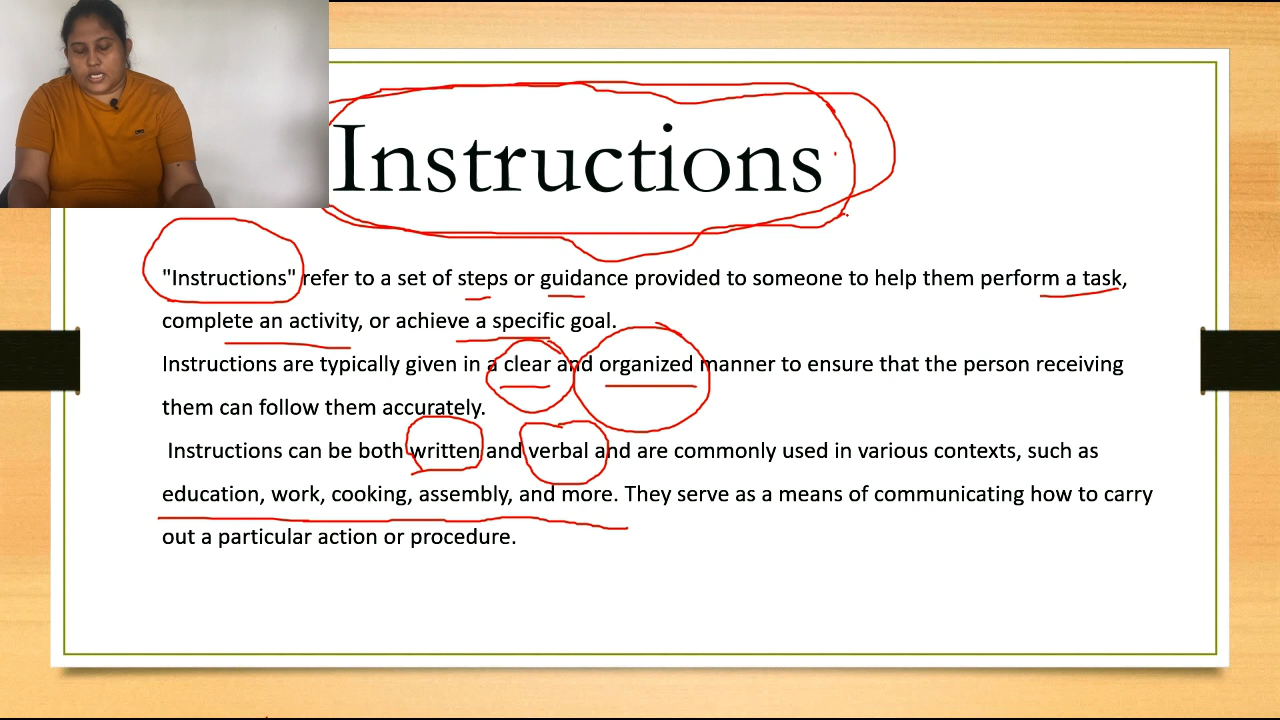 Instructions
"Instructions" refer to a set of steps or guidance provided to someone to help them perform a task,
complete an activity, or achieve a specific goal.
Instructions are typically given in a clear and organized manner to ensure that the person receiving
them can follow them accurately.
Instructions can be both written and verbal and are commonly used in various contexts, such as
education, work, cooking, assembly, and more. They serve as a means of communicating how to carry
out a particular action or procedure.